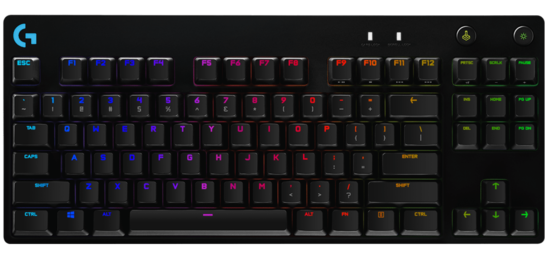 ESC F1 F2 F3 F4 F5 F6 F7 F8 F9 F10 F11 F12 PRTSC SCRLK PAUSE
1 2 3 4 5 6 7 8 9 0 - = ← INS HOME PG UP
TAB Q W E R T Y U I O P [ ] \ DEL END PG DN
CAPS A S D F G H J K L ; ' ENTER
SHIFT Z X C V B N M , . / ? SHIFT ↑
CTRL ALT ALT FN CTRL ← ↓ →